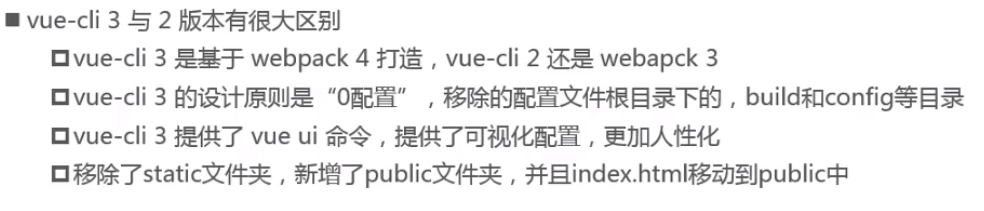 ■ vue-cli 3 与 2 版本有很大区别
□ vue-cli 3 是基于 webpack 4 打造，vue-cli 2 还是 webapck 3
□ vue-cli 3 的设计原则是“0配置”，移除的配置文件根目录下的，build和config等目录
□ vue-cli 3 提供了 vue ui 命令，提供了可视化配置，更加人性化
□ 移除了static文件夹，新增了public文件夹，并且index.html移动到public中